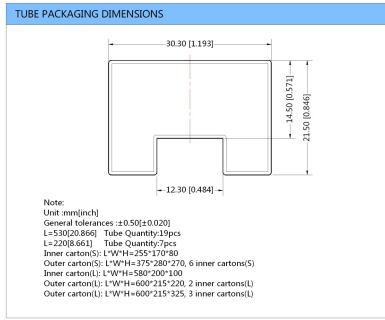 TUBE PACKAGING DIMENSIONS
30.30 [1.193]
14.50 [0.571]
21.50 [0.846]
12.30 [0.484]
Note:
Unit :mm[inch]
General tolerances :±0.50[±0.020]
L=530[20.866] Tube Quantity:19pcs
L=220[8.661] Tube Quantity:7pcs
Inner carton(S): L*W*H=255*170*80
Outer carton(S): L*W*H=375*280*270, 6 inner cartons(S)
Inner carton(L): L*W*H=580*200*100
Outer carton(L): L*W*H=600*215*220, 2 inner cartons(L)
Outer carton(L): L*W*H=600*215*325, 3 inner cartons(L)